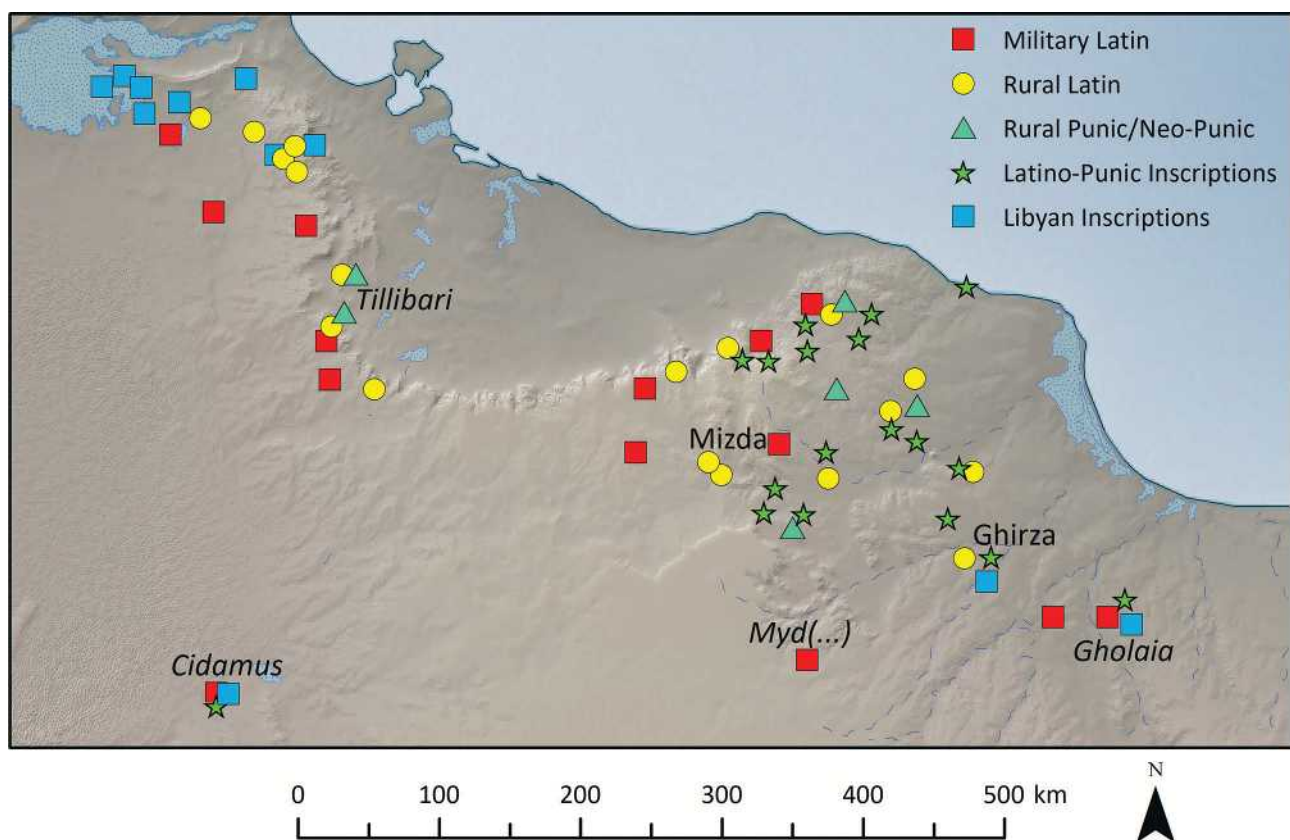 Military Latin
Rural Latin
Rural Punic/Neo-Punic
Latino-Punic Inscriptions
Libyan Inscriptions
Tillibari
Mizda
Ghirza
Myd(...)
Gholaia
Cidamus
N
0 100 200 300 400 500 km